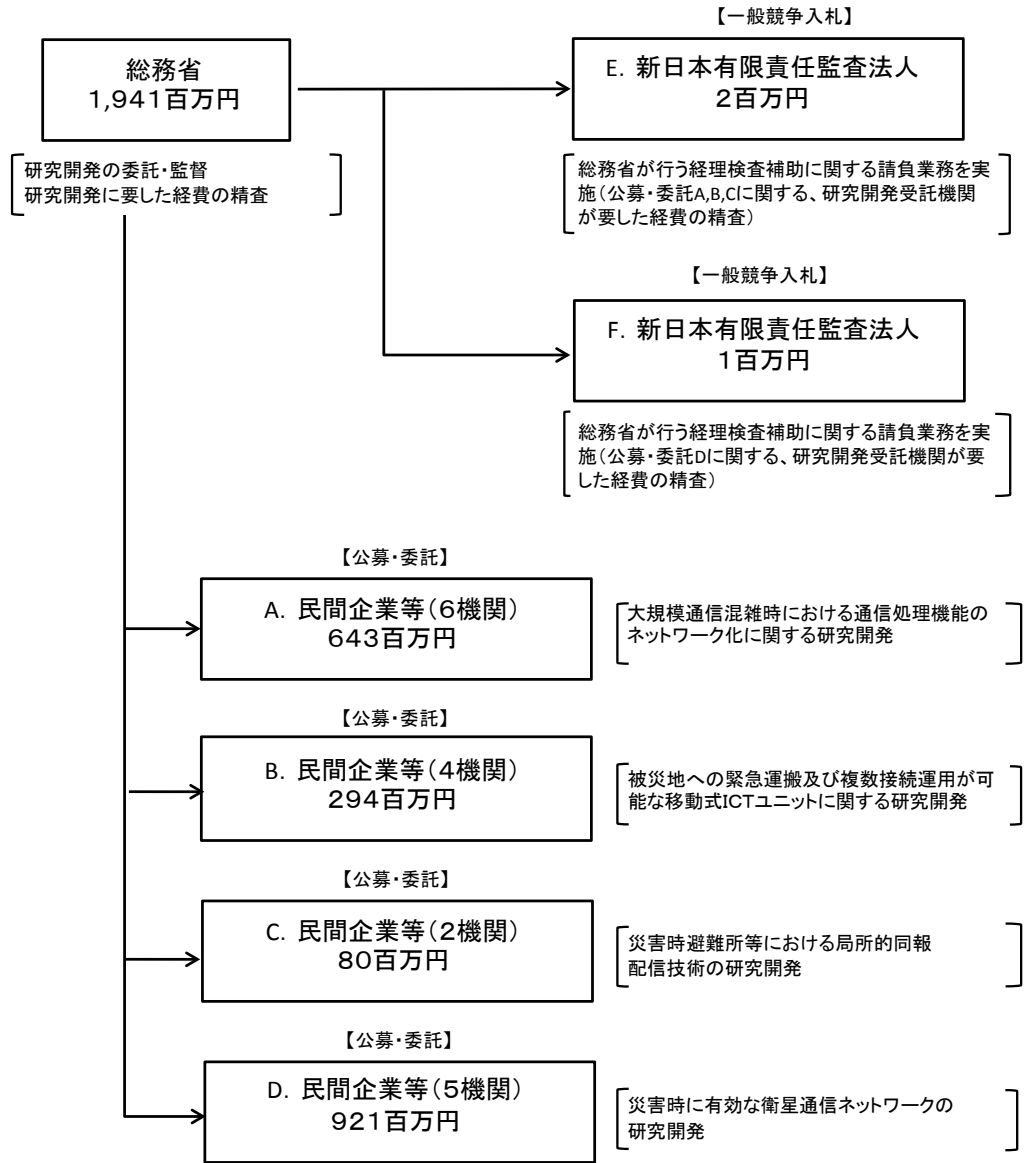 【一般競争入札】
総務省
1,941百万円
E. 新日本有限責任監査法人
2百万円
研究開発の委託・監督
研究開発に要した経費の精査
総務省が行う経理検査補助に関する請負業務を実
施（公募・委託A,B,Cに関する、研究開発受託機関
が要した経費の精査）
【一般競争入札】
F. 新日本有限責任監査法人
1百万円
総務省が行う経理検査補助に関する請負業務を実
施（公募・委託Dに関する、研究開発受託機関が要
した経費の精査）
【公募・委託】
A. 民間企業等（6機関）
643百万円
大規模通信混雑時における通信処理機能の
ネットワーク化に関する研究開発
【公募・委託】
B. 民間企業等（4機関）
294百万円
被災地への緊急運搬及び複数接続運用が可
能な移動式ICTユニットに関する研究開発
【公募・委託】
C. 民間企業等（2機関）
80百万円
災害時避難所等における局所的同報
配信技術の研究開発
【公募・委託】
D. 民間企業等（5機関）
921百万円
災害時に有効な衛星通信ネットワークの
研究開発